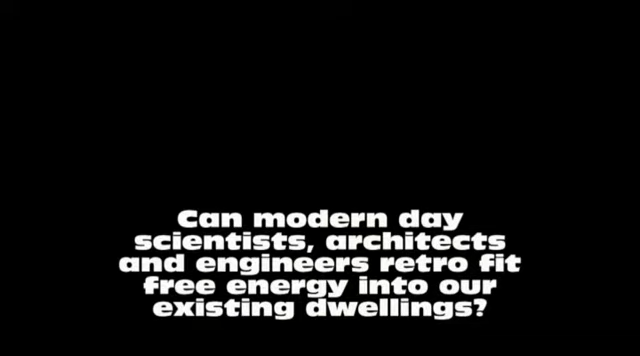 Can modern day
scientists, architects
and engineers retro fit
free energy into our
existing dwellings?